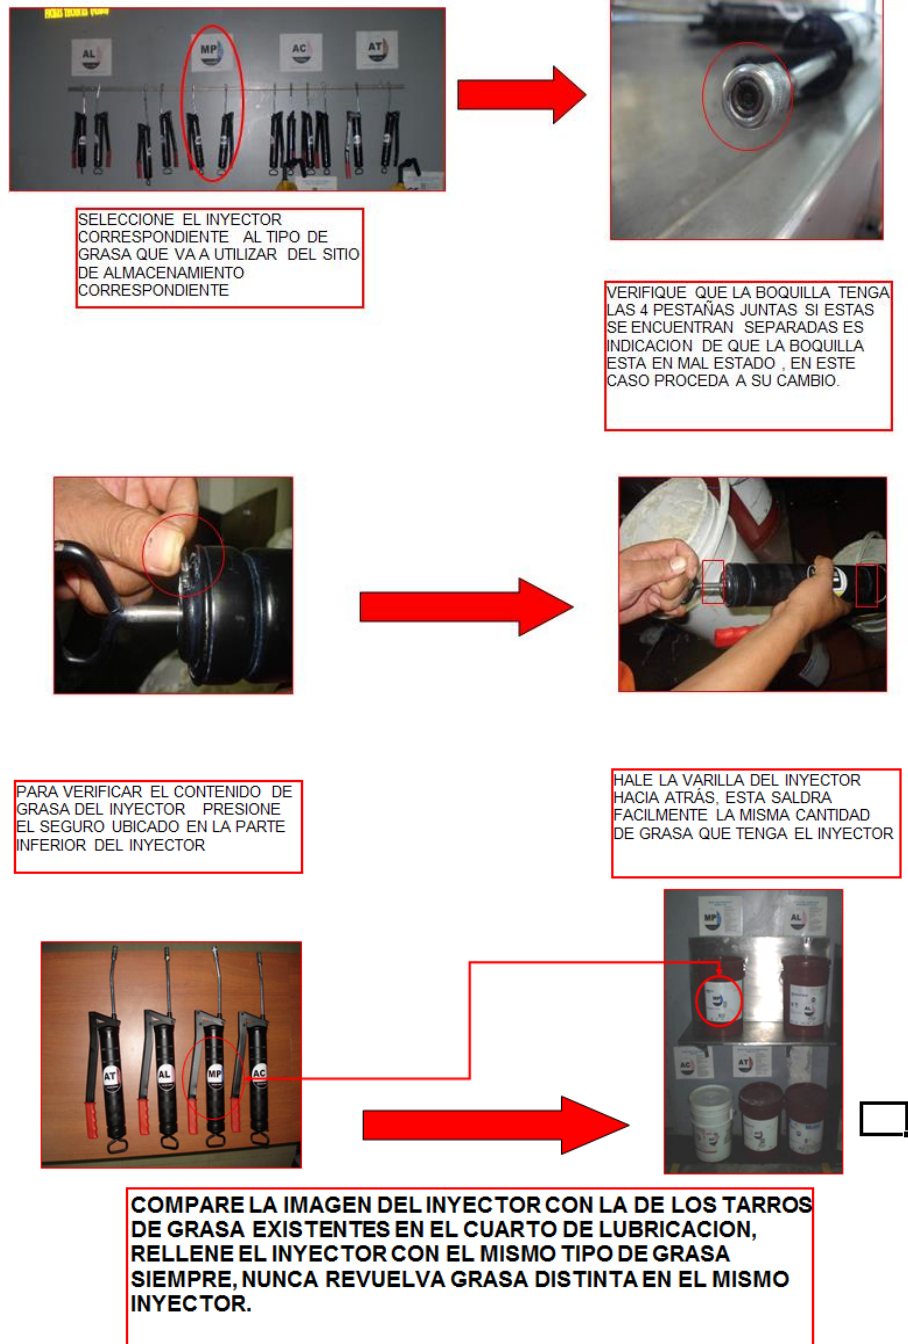 AL
MP
AC
AT
SELECCIONE EL INYECTOR
CORRESPONDIENTE AL TIPO DE
GRASA QUE VA A UTILIZAR DEL SITIO
DE ALMACENAMIENTO
CORRESPONDIENTE
VERIFIQUE QUE LA BOQUILLA TENGA
LAS 4 PESTAÑAS JUNTAS SI ESTAS
SE ENCUENTRAN SEPARADAS ES
INDICACION DE QUE LA BOQUILLA
ESTA EN MAL ESTADO , EN ESTE
CASO PROCEDA A SU CAMBIO.
PARA VERIFICAR EL CONTENIDO DE
GRASA DEL INYECTOR PRESIONE
EL SEGURO UBICADO EN LA PARTE
INFERIOR DEL INYECTOR
HALE LA VARILLA DEL INYECTOR
HACIA ATRÁS, ESTA SALDRA
FACILMENTE LA MISMA CANTIDAD
DE GRASA QUE TENGA EL INYECTOR
AT
AL
MP
AC
MP
AL
AC
AT
COMPARE LA IMAGEN DEL INYECTOR CON LA DE LOS TARROS
DE GRASA EXISTENTES EN EL CUARTO DE LUBRICACION,
RELLENE EL INYECTOR CON EL MISMO TIPO DE GRASA
SIEMPRE, NUNCA REVUELVA GRASA DISTINTA EN EL MISMO
INYECTOR.